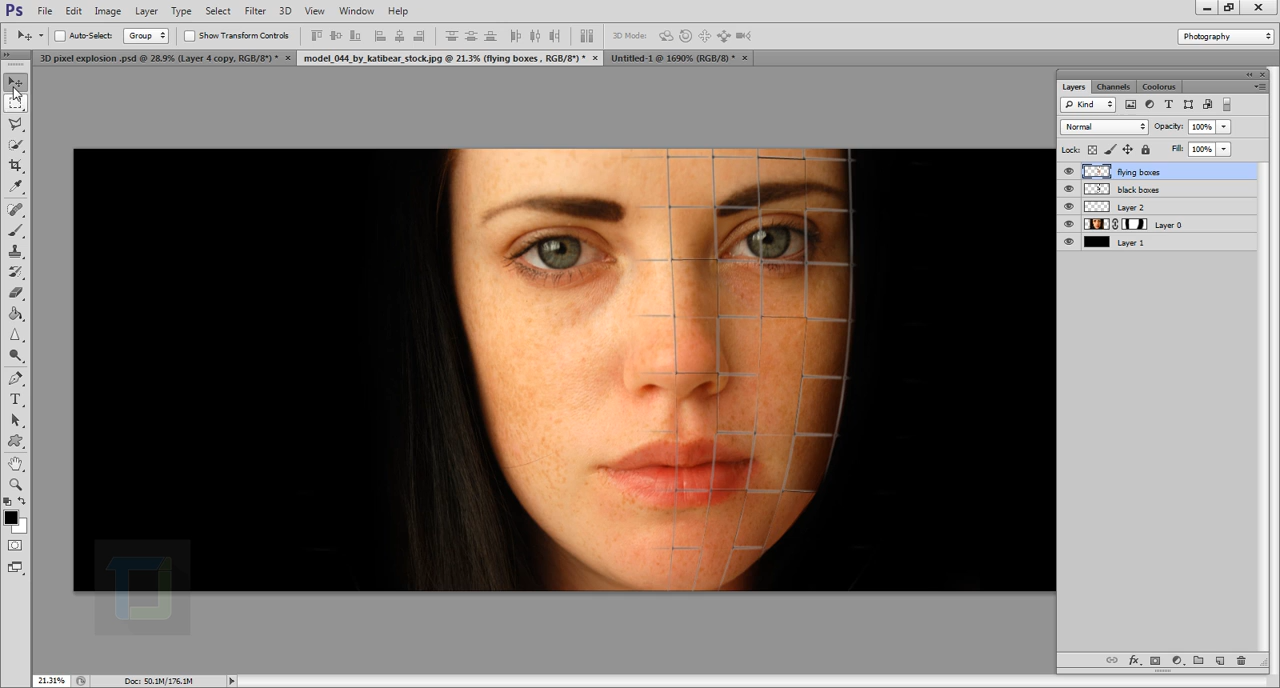 Ps File Edit Image Layer Type Select Filter 3D View Window Help
Auto-Select: Group Show Transform Controls 3D Mode: Photography
3D pixel explosion .psd @ 28.9% (Layer 4 copy, RGB/8*) * × model_044_by_katibear_stock.jpg @ 21.3% (flying boxes , RGB/8*) * × Untitled-1 @ 1690% (RGB/8) * ×
Layers Channels Coolorus
Kind
Normal Opacity: 100%
Lock: Fill: 100%
flying boxes
black boxes
Layer 2
Layer 0
Layer 1
21.31% Doc: 50.1M/176.1M